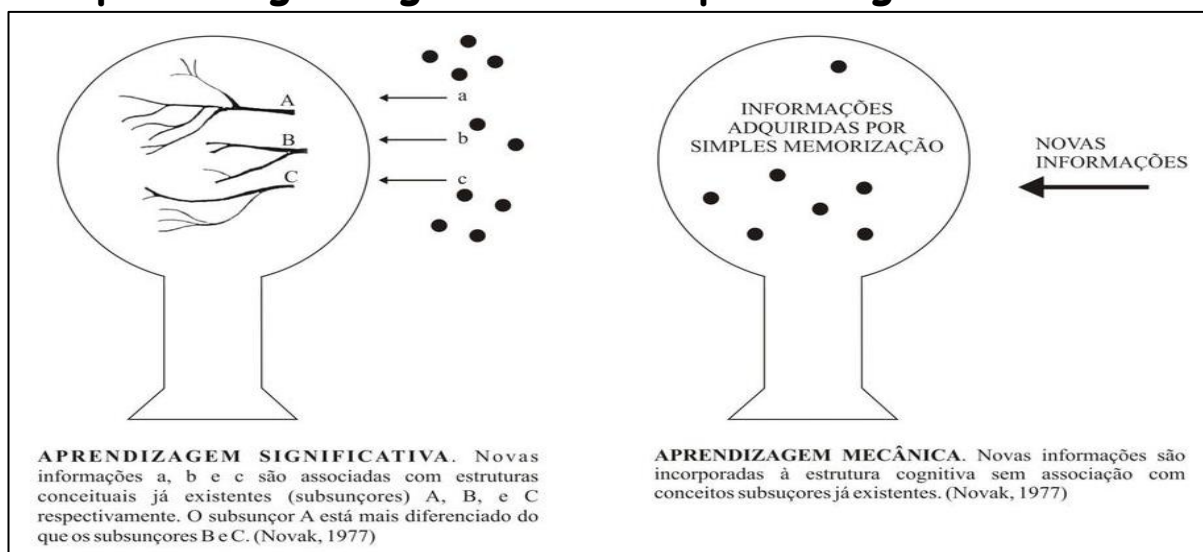 A
B
C
a
b
c
APRENDIZAGEM SIGNIFICATIVA. Novas
informações a, b e c são associadas com estruturas
conceituais já existentes (subsunçores) A, B, e C
respectivamente. O subsunçor A está mais diferenciado do
que os subsunçores B e C. (Novak, 1977)
INFORMAÇÕES
ADQUIRIDAS POR
SIMPLES MEMORIZAÇÃO
NOVAS
INFORMAÇÕES
APRENDIZAGEM MECÂNICA. Novas informações são
incorporadas à estrutura cognitiva sem associação com
conceitos subsuçores já existentes. (Novak, 1977)